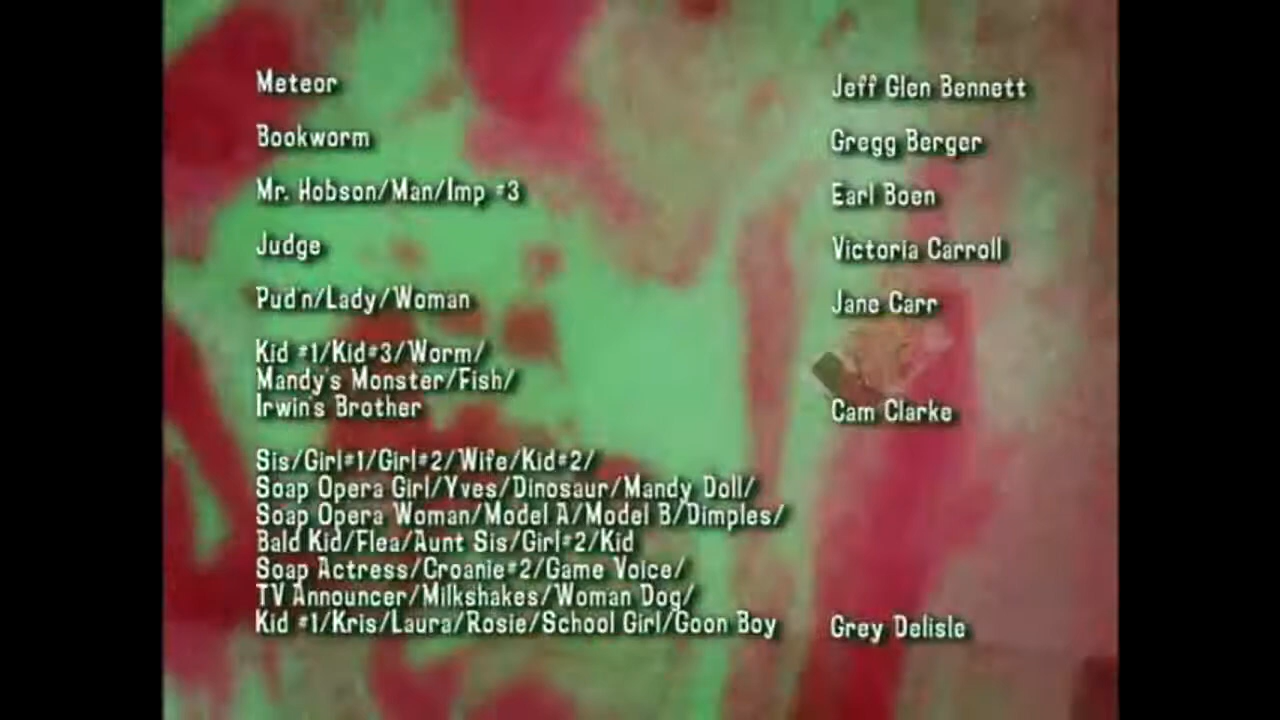 Meteor Jeff Glen Bennett
Bookworm Gregg Berger
Mr. Hobson/Man/Imp #3 Earl Boen
Judge Victoria Carroll
Pud'n/Lady/Woman Jane Carr
Kid #1/Kid#3/Worm/
Mandy's Monster/Fish/
Irwin's Brother Cam Clarke
Sis/Girl#1/Girl#2/Wife/Kid#2/
Soap Opera Girl/Yves/Dinosaur/Mandy Doll/
Soap Opera Woman/Model A/Model B/Dimples/
Bald Kid/Flea/Aunt Sis/Girl#2/Kid
Soap Actress/Croanie#2/Game Voice/
TV Announcer/Milkshakes/Woman Dog/
Kid #1/Kris/Laura/Rosie/School Girl/Goon Boy Grey Delisle